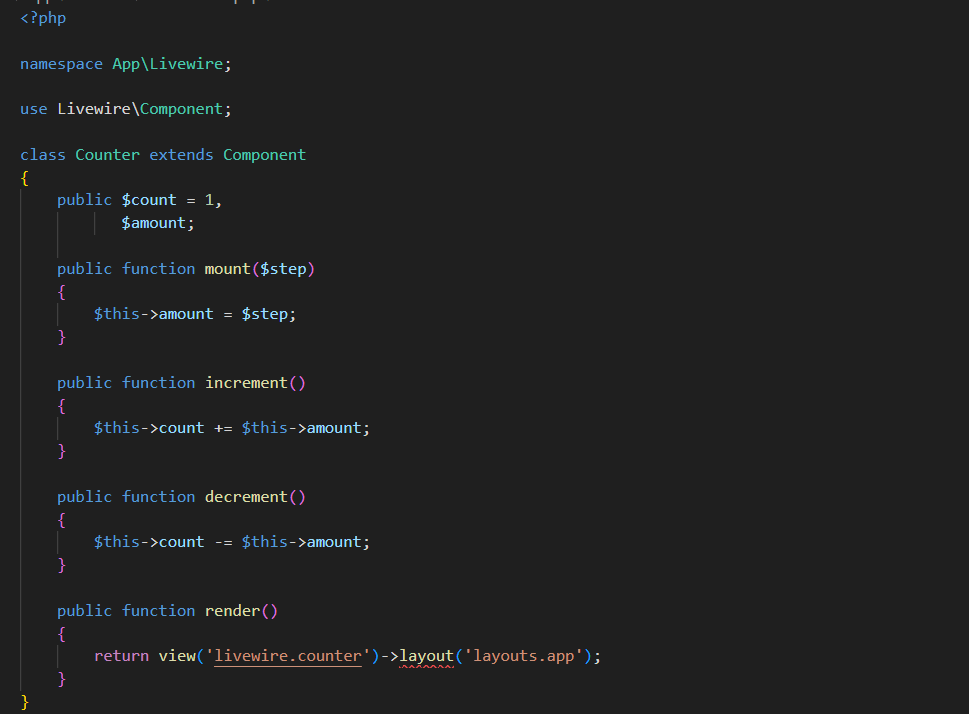 <?php
namespace App\Livewire;
use Livewire\Component;
class Counter extends Component
{
public $count = 1,
$amount;
public function mount($step)
{
$this->amount = $step;
}
public function increment()
{
$this->count += $this->amount;
}
public function decrement()
{
$this->count -= $this->amount;
}
public function render()
{
return view('livewire.counter')->layout('layouts.app');
}
}